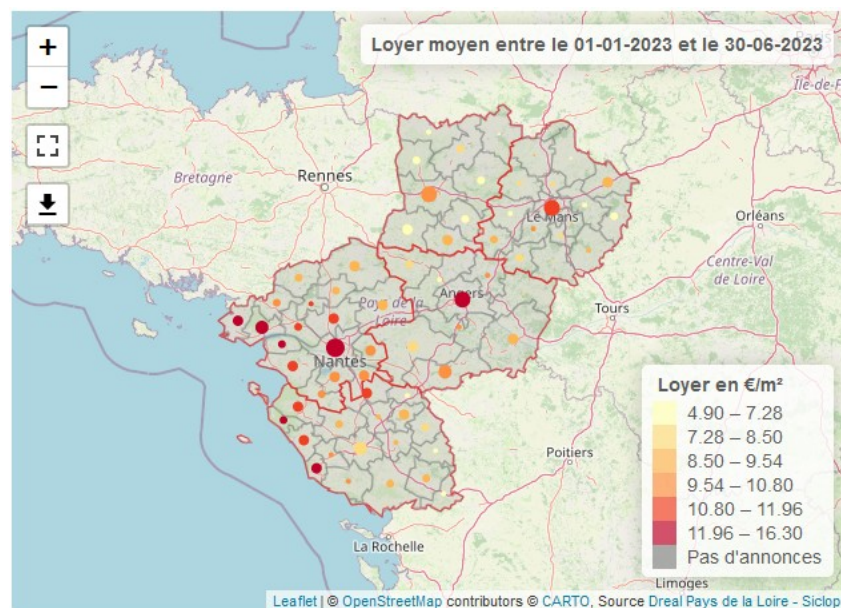 +
−
Loyer moyen entre le 01-01-2023 et le 30-06-2023
Rennes
Bretagne
Le Mans
Orléans
Centre-Val
de Loire
Pays de la
Loire
Angers
Tours
Nantes
Poitiers
La Rochelle
Limoges
Loyer en €/m²
4.90 – 7.28
7.28 – 8.50
8.50 – 9.54
9.54 – 10.80
10.80 – 11.96
11.96 – 16.30
Pas d'annonces
Leaflet | © OpenStreetMap contributors © CARTO, Source Dreal Pays de la Loire - Siclop